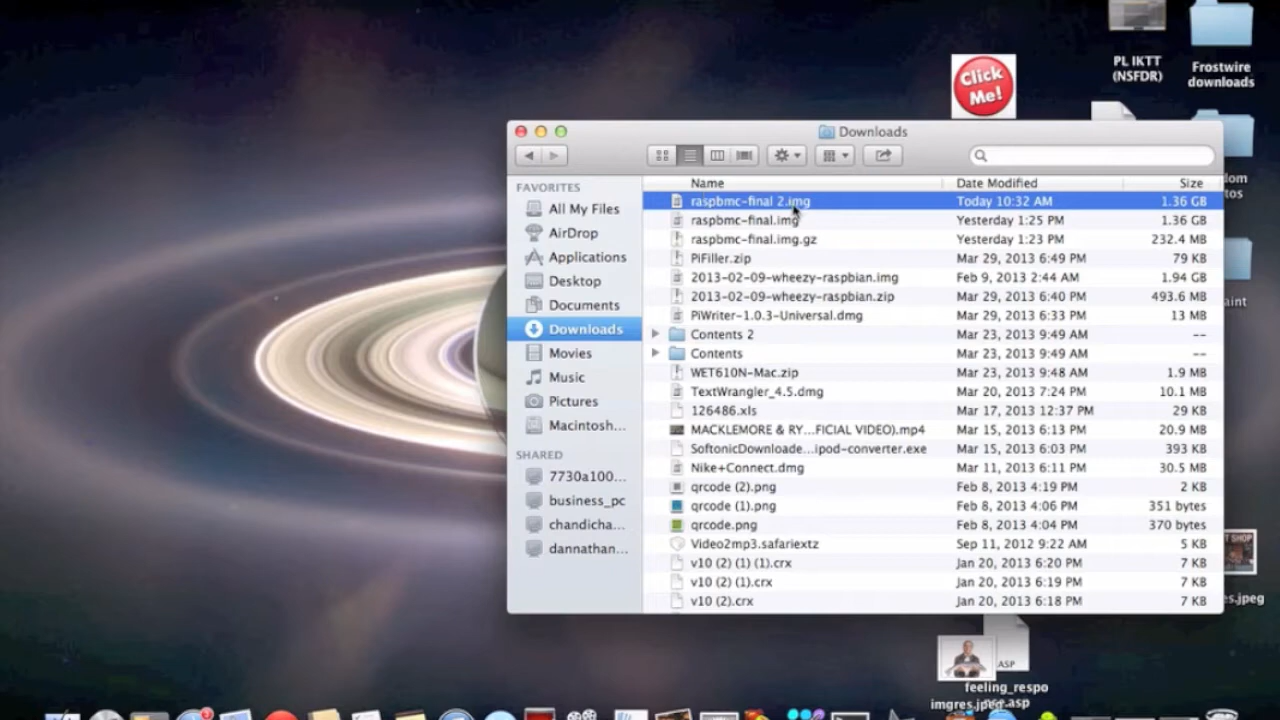 PL IKTT
(NSFDR)
Frostwire
downloads
Click
Me!
Downloads
FAVORITES
All My Files
AirDrop
Applications
Desktop
Documents
Downloads
Movies
Music
Pictures
Macintosh...
SHARED
7730a100...
business_pc
chandicha...
dannathan...
Name Date Modified Size
raspbmc-final 2.img Today 10:32 AM 1.36 GB
raspbmc-final.img Yesterday 1:25 PM 1.36 GB
raspbmc-final.img.gz Yesterday 1:23 PM 232.4 MB
PiFiller.zip Mar 29, 2013 6:49 PM 79 KB
2013-02-09-wheezy-raspbian.img Feb 9, 2013 2:44 AM 1.94 GB
2013-02-09-wheezy-raspbian.zip Mar 29, 2013 6:40 PM 493.6 MB
PiWriter-1.0.3-Universal.dmg Mar 29, 2013 6:33 PM 13 MB
Contents 2 Mar 23, 2013 9:49 AM --
Contents Mar 23, 2013 9:49 AM --
WET610N-Mac.zip Mar 23, 2013 9:48 AM 1.9 MB
TextWrangler_4.5.dmg Mar 20, 2013 7:24 PM 10.1 MB
126486.xls Mar 17, 2013 12:37 PM 29 KB
MACKLEMORE & RY...FICIAL VIDEO).mp4 Mar 15, 2013 6:13 PM 20.9 MB
SoftonicDownloade...ipod-converter.exe Mar 15, 2013 6:03 PM 393 KB
Nike+Connect.dmg Mar 11, 2013 6:11 PM 30.5 MB
qrcode (2).png Feb 8, 2013 4:19 PM 2 KB
qrcode (1).png Feb 8, 2013 4:06 PM 351 bytes
qrcode.png Feb 8, 2013 4:04 PM 370 bytes
Video2mp3.safariextz Sep 11, 2012 9:22 AM 5 KB
v10 (2) (1) (1).crx Jan 20, 2013 6:20 PM 7 KB
v10 (2) (1).crx Jan 20, 2013 6:19 PM 7 KB
v10 (2).crx Jan 20, 2013 6:18 PM 7 KB
dom
tos
aint
T SHOP
es.jpeg
ASP
feeling_respo
imgres.jpeg
.asp